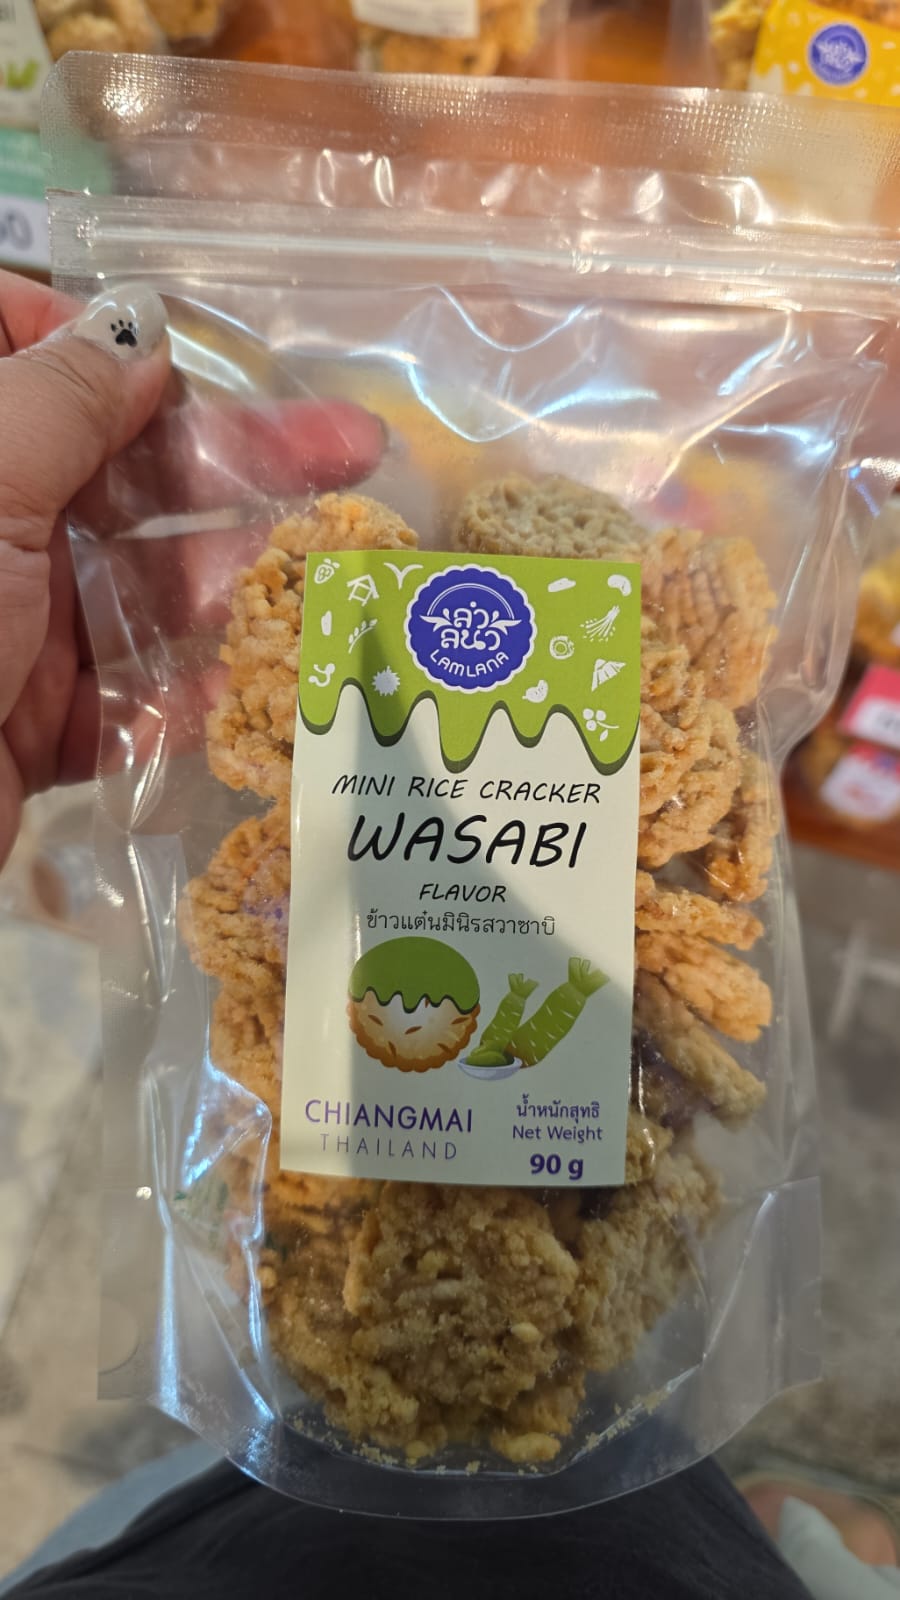 ลำ
ลนา
LAMLANA
MINI RICE CRACKER
WASABI
FLAVOR
ข้าวแต๋นมินิรสวาซาบิ
CHIANGMAI
THAILAND
น้ำหนักสุทธิ
Net Weight
90 g